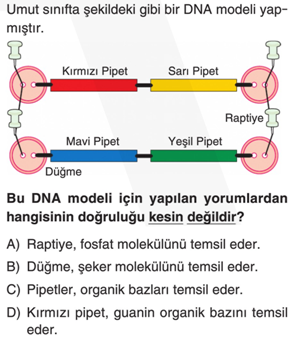 Umut sınıfta şekildeki gibi bir DNA modeli yap-
mıştır.
Kırmızı Pipet Sarı Pipet
Raptiye
Mavi Pipet Yeşil Pipet
Düğme
Bu DNA modeli için yapılan yorumlardan
hangisinin doğruluğu kesin değildir?
A) Raptiye, fosfat molekülünü temsil eder.
B) Düğme, şeker molekülünü temsil eder.
C) Pipetler, organik bazları temsil eder.
D) Kırmızı pipet, guanin organik bazını temsil
eder.